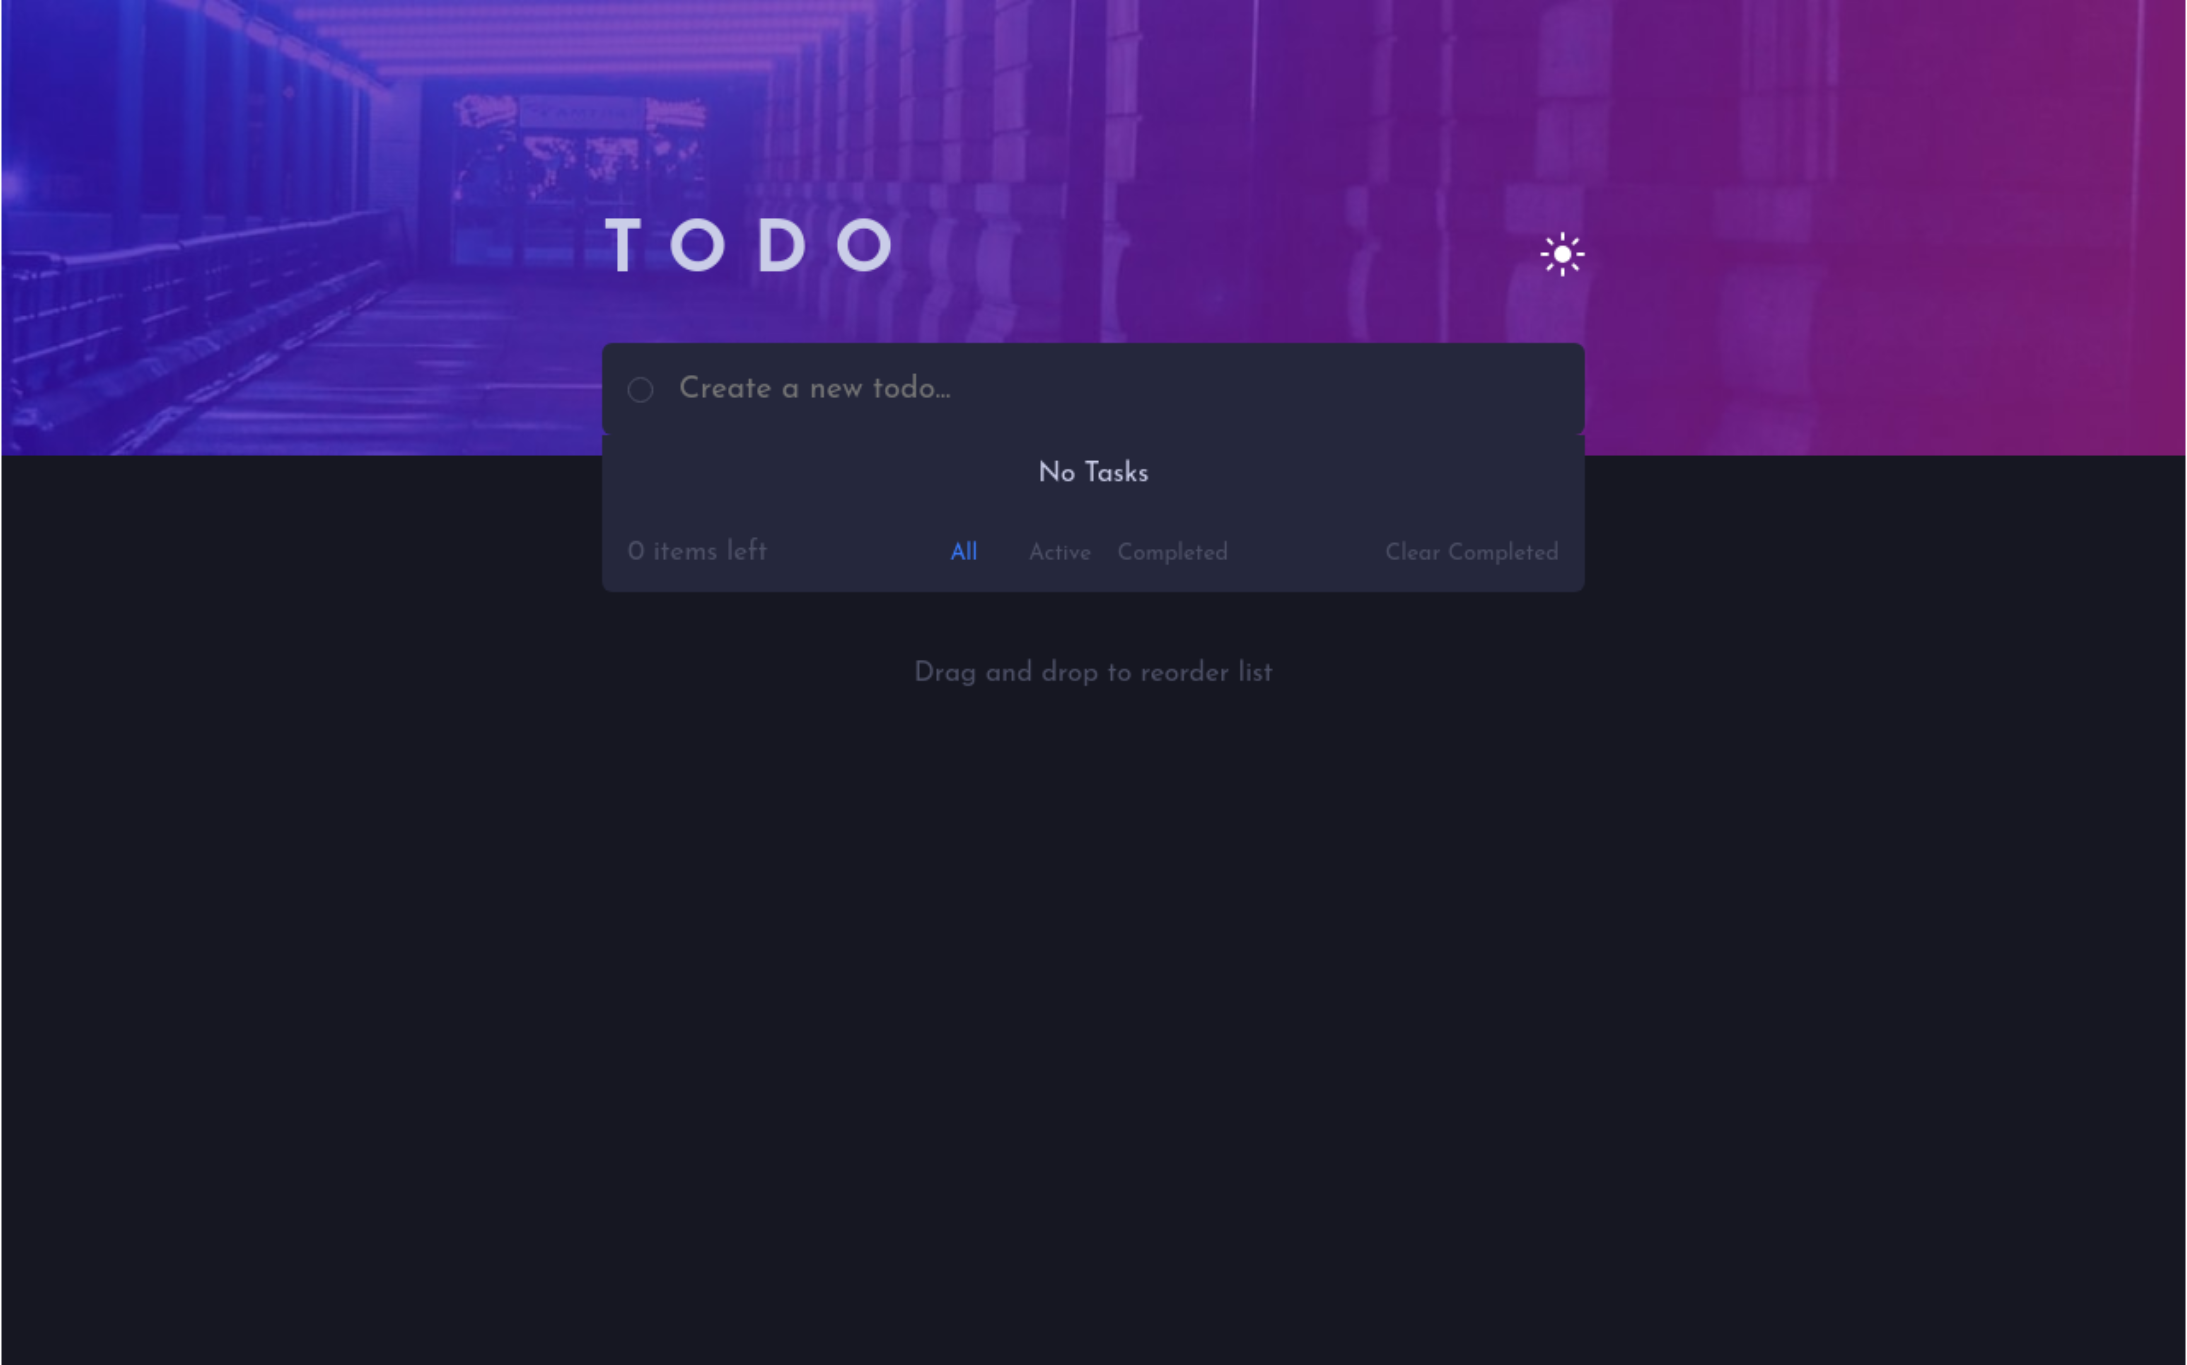 TODO
Create a new todo...
No Tasks
0 items left All Active Completed Clear Completed
Drag and drop to reorder list